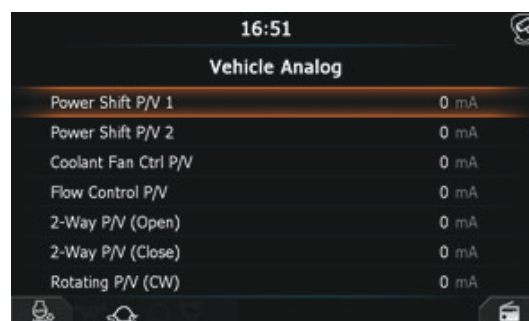 16:51
Vehicle Analog
Power Shift P/V 1 0 mA
Power Shift P/V 2 0 mA
Coolant Fan Ctrl P/V 0 mA
Flow Control P/V 0 mA
2-Way P/V (Open) 0 mA
2-Way P/V (Close) 0 mA
Rotating P/V (CW) 0 mA